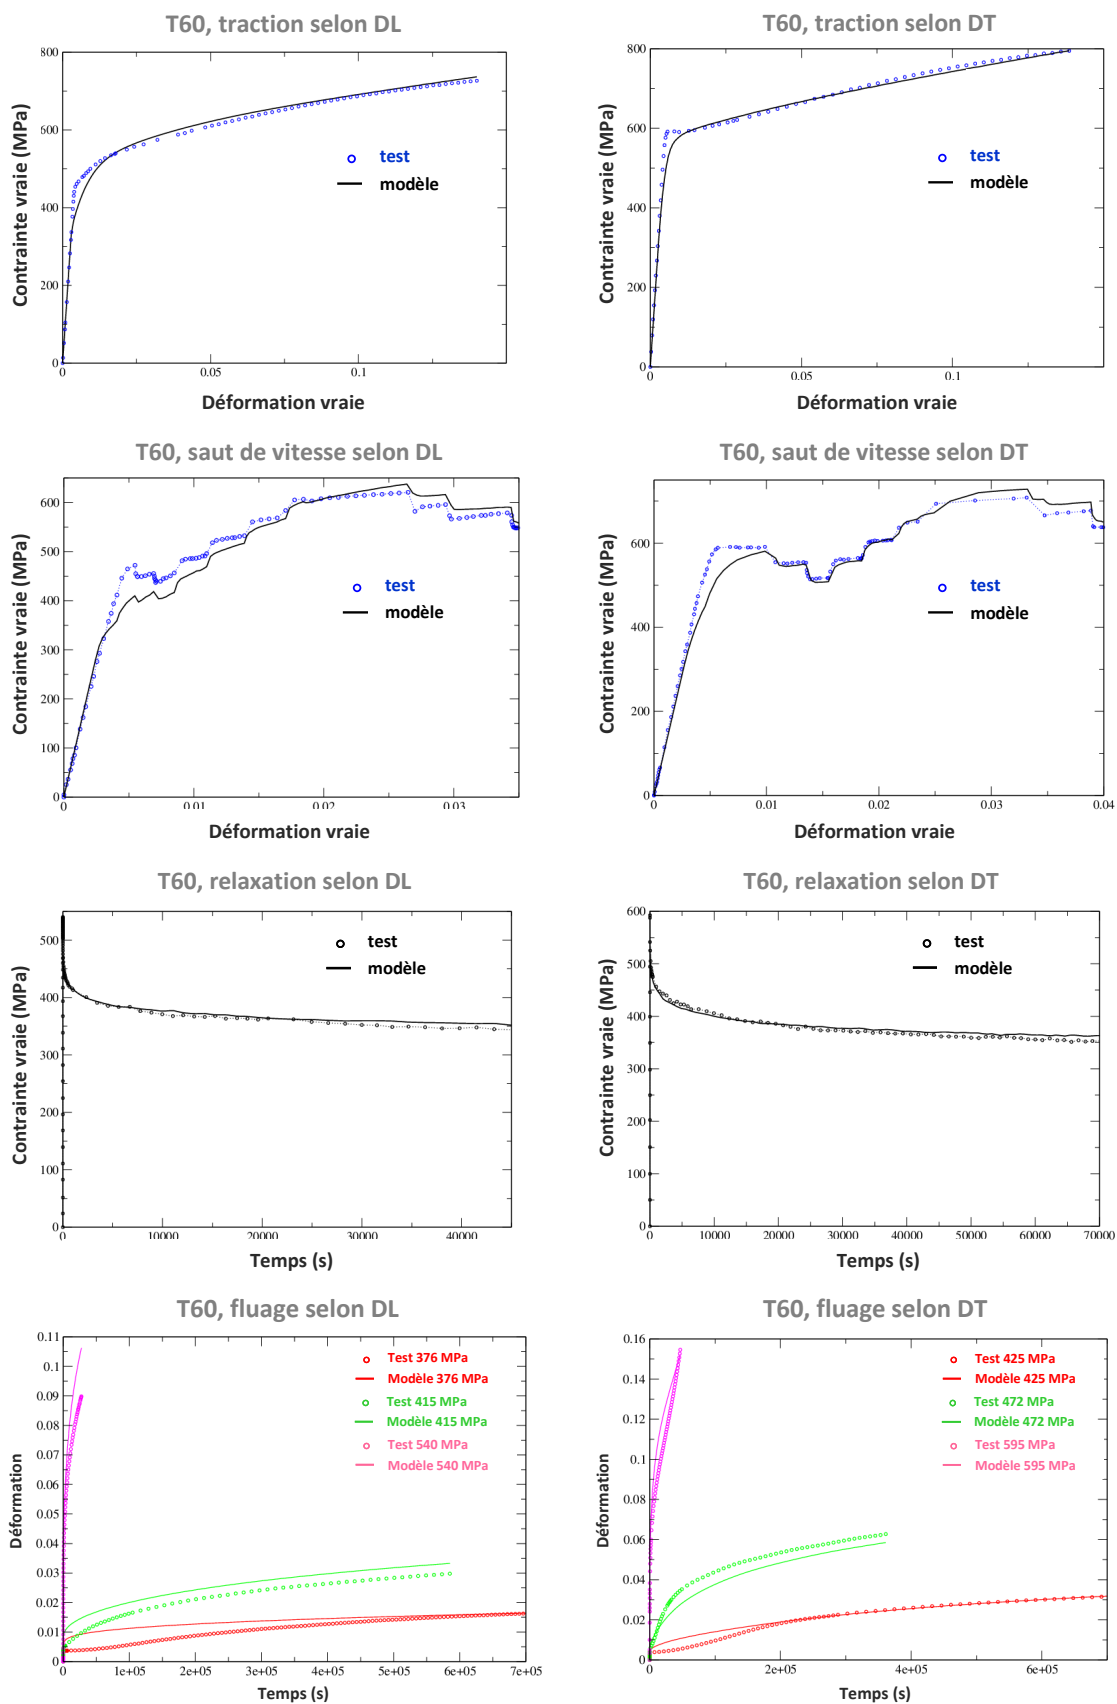 T60, traction selon DL
800
600
400
200
0
0
0.05
0.1
Contrainte vraie (MPa)
Déformation vraie
test
modèle
T60, traction selon DT
800
600
400
200
0
0
0.05
0.1
Contrainte vraie (MPa)
Déformation vraie
test
modèle
T60, saut de vitesse selon DL
600
500
400
300
200
100
0
0
0.01
0.02
0.03
Contrainte vraie (MPa)
Déformation vraie
test
modèle
T60, saut de vitesse selon DT
600
400
200
0
0
0.01
0.02
0.03
0.04
Contrainte vraie (MPa)
Déformation vraie
test
modèle
T60, relaxation selon DL
500
400
300
200
100
0
0
10000
20000
30000
40000
Contrainte vraie (MPa)
Temps (s)
test
modèle
T60, relaxation selon DT
600
500
400
300
200
100
0
0
10000
20000
30000
40000
50000
60000
70000
Contrainte vraie (MPa)
Temps (s)
test
modèle
T60, fluage selon DL
0.11
0.1
0.09
0.08
0.07
0.06
0.05
0.04
0.03
0.02
0.01
0
0
1e+05
2e+05
3e+05
4e+05
5e+05
6e+05
7e+05
Déformation
Temps (s)
Test 376 MPa
Modèle 376 MPa
Test 415 MPa
Modèle 415 MPa
Test 540 MPa
Modèle 540 MPa
T60, fluage selon DT
0.16
0.14
0.12
0.1
0.08
0.06
0.04
0.02
0
0
2e+05
4e+05
6e+05
Déformation
Temps (s)
Test 425 MPa
Modèle 425 MPa
Test 472 MPa
Modèle 472 MPa
Test 595 MPa
Modèle 595 MPa